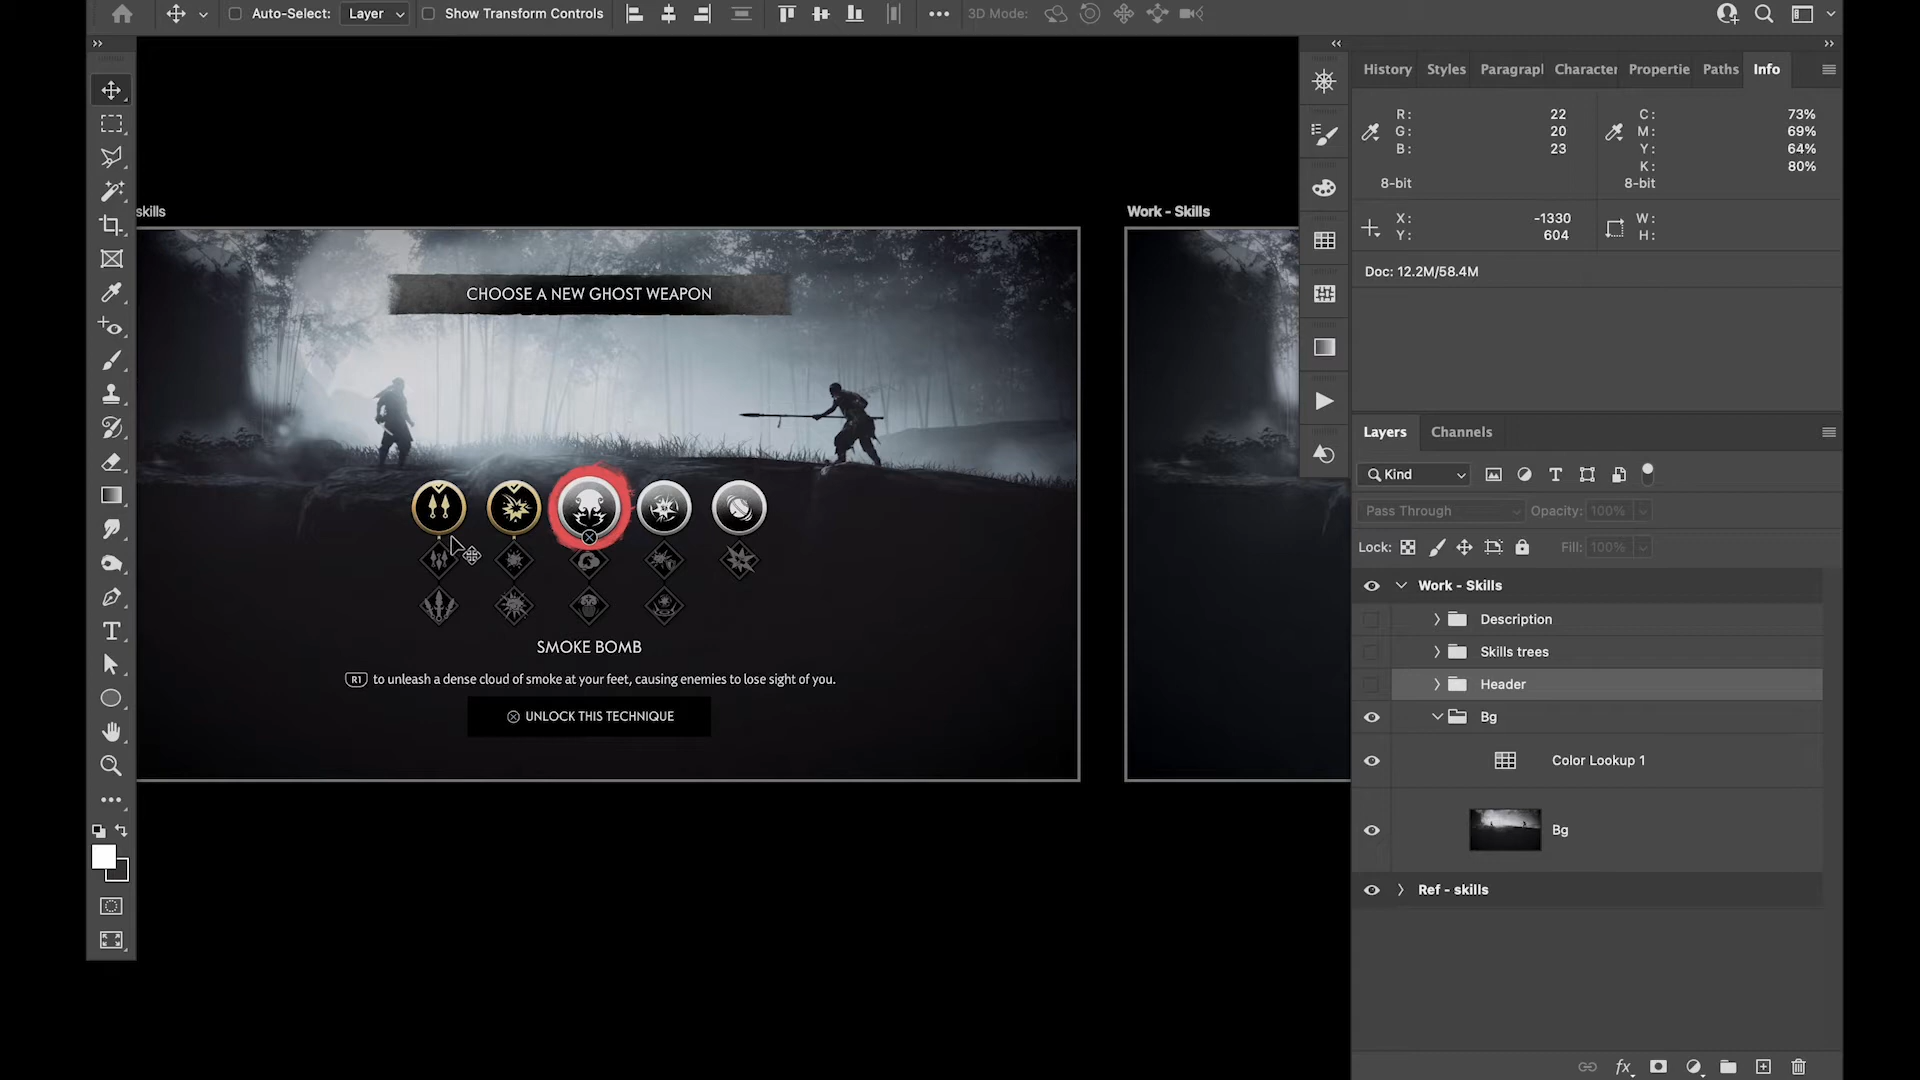 Auto-Select:
Layer
Show Transform Controls
3D Mode:
History
Styles
Paragrapl
Character
Propertie
Paths
Info
R: 22
G: 20
B: 23
8-bit
C: 73%
M: 69%
Y: 64%
K: 80%
8-bit
X: -1330
Y: 604
W:
H:
Doc: 12.2M/58.4M
skills
Work - Skills
CHOOSE A NEW GHOST WEAPON
SMOKE BOMB
R1 to unleash a dense cloud of smoke at your feet, causing enemies to lose sight of you.
UNLOCK THIS TECHNIQUE
Layers
Channels
Kind
Pass Through
Opacity: 100%
Lock:
Fill: 100%
Work - Skills
Description
Skills trees
Header
Bg
Color Lookup 1
Bg
Ref - skills
fx